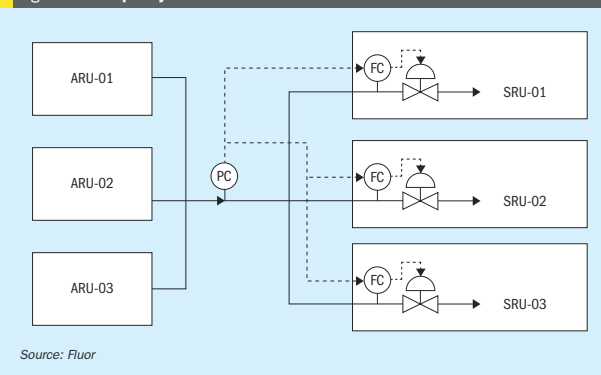 ARU-01
FC
SRU-01
ARU-02
PC
FC
SRU-02
ARU-03
FC
SRU-03
Source: Fluor